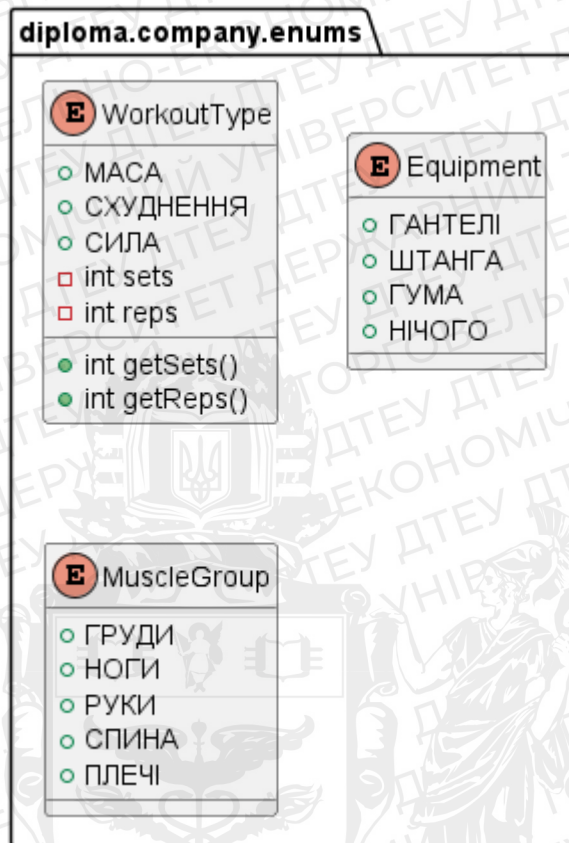 diploma.company.enums
E WorkoutType
МАСА
СХУДНЕННЯ
СИЛА
int sets
int reps
int getSets()
int getReps()
E Equipment
ГАНТЕЛІ
ШТАНГА
ГУМА
НІЧОГО
E MuscleGroup
ГРУДИ
НОГИ
РУКИ
СПИНА
ПЛЕЧІ